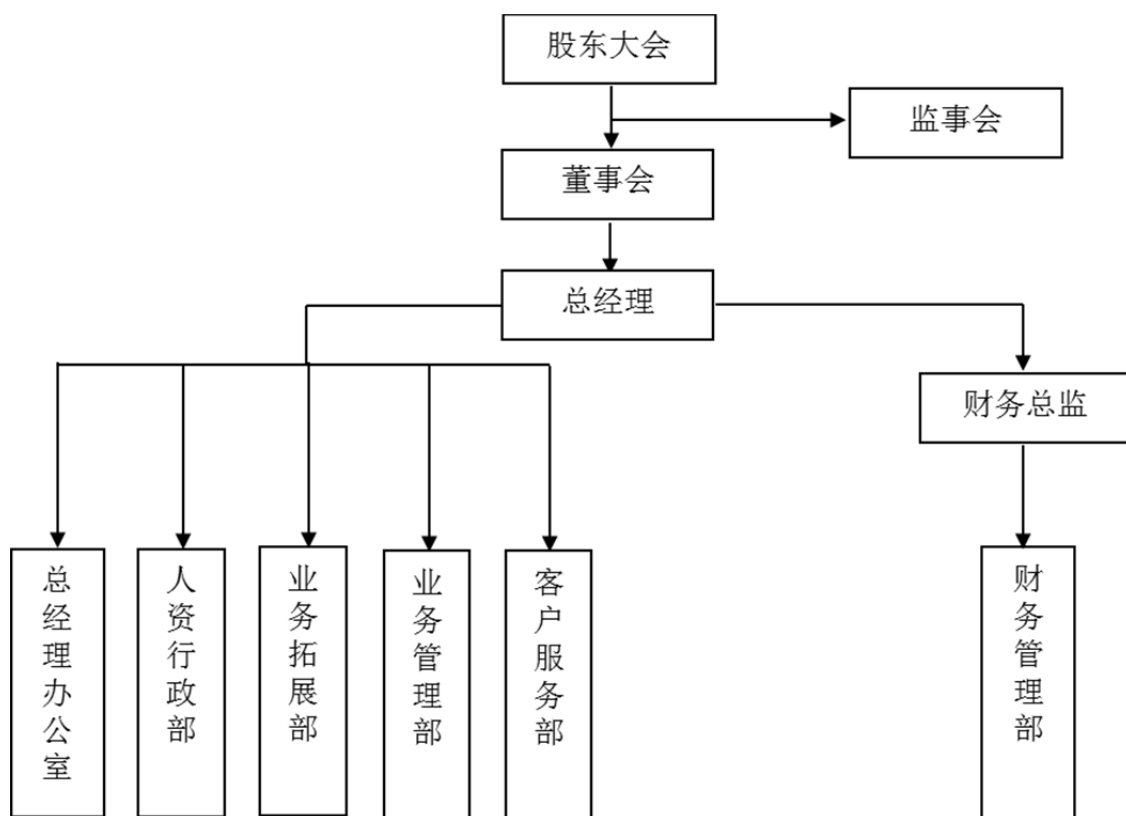 股东大会
监事会
董事会
总经理
财务总监
总经理办公室
人资行政部
业务拓展部
业务管理部
客户服务部
财务管理部